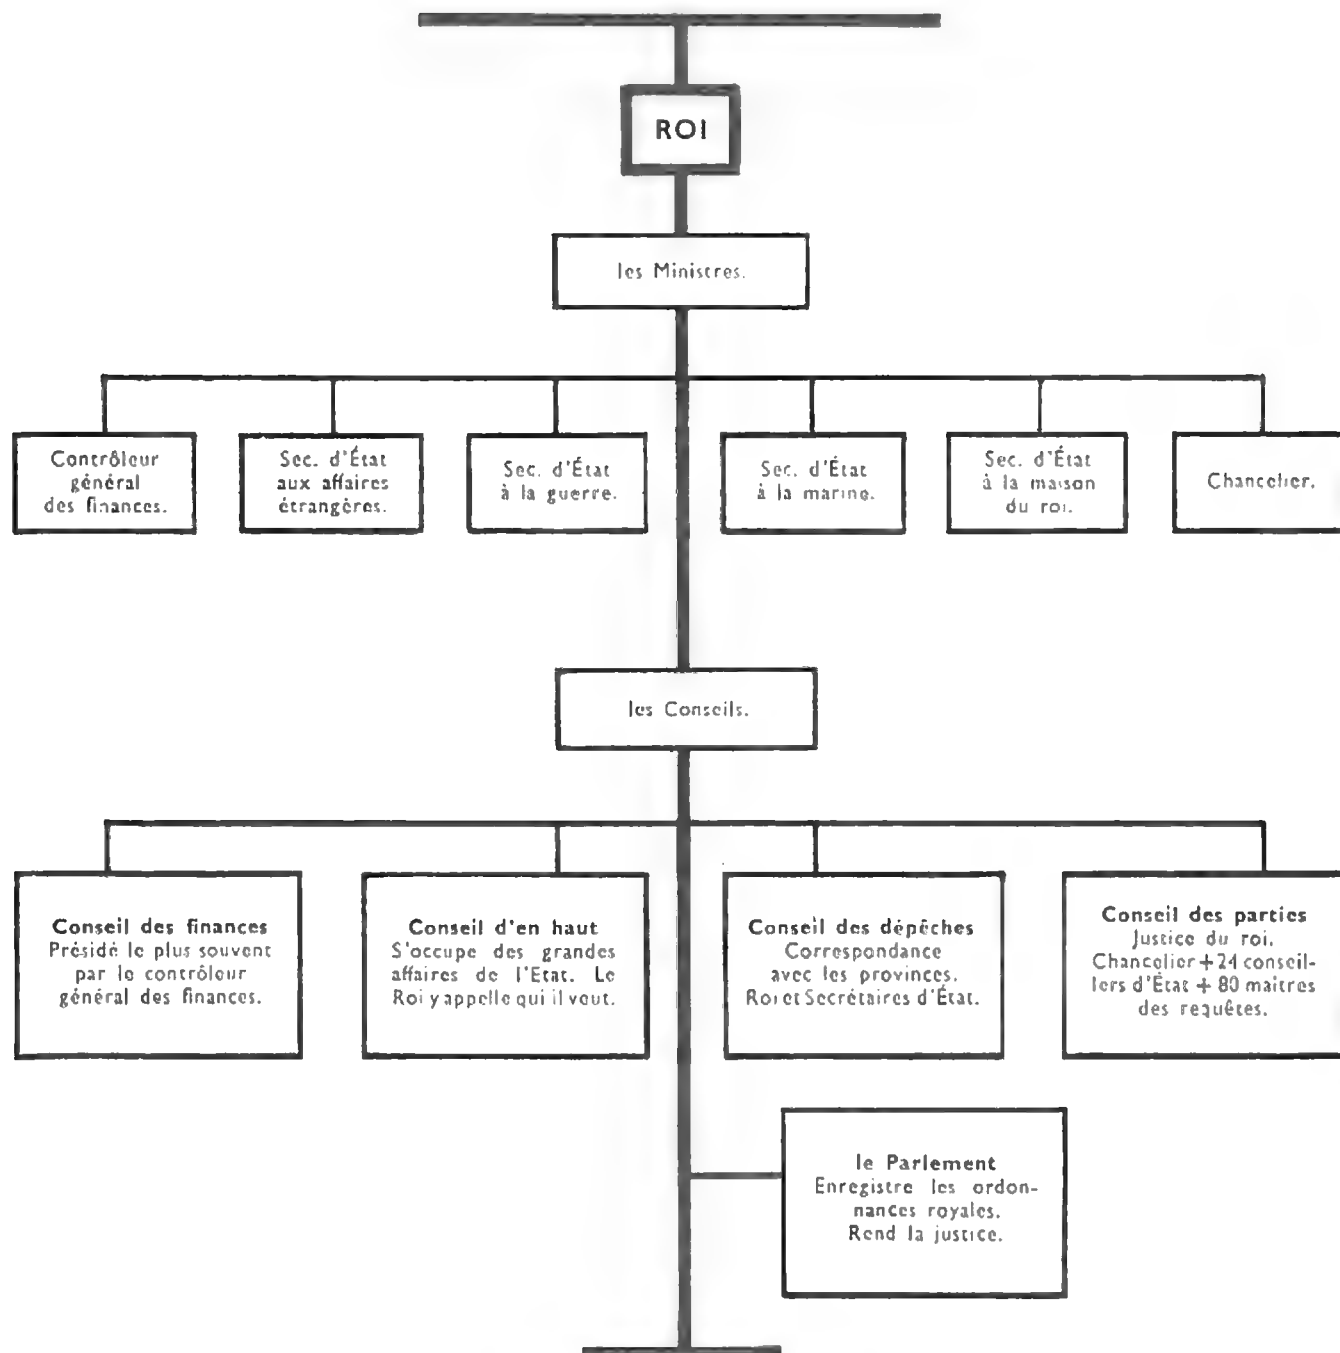 ROI
les Ministres.
Contrôleur
général
des finances.
Sec. d'État
aux affaires
étrangères.
Sec. d'État
à la guerre.
Sec. d'État
à la marine.
Sec. d'État
à la maison
du roi.
Chancelier.
les Conseils.
Conseil des finances
Présidé le plus souvent
par le contrôleur
général des finances.
Conseil d'en haut
S'occupe des grandes
affaires de l'Etat. Le
Roi y appelle qui il veut.
Conseil des dépêches
Correspondance
avec les provinces.
Roi et Secrétaires d'État.
Conseil des parties
Justice du roi.
Chancelier + 24 conseil-
lers d'État + 80 maîtres
des requêtes.
le Parlement
Enregistre les ordon-
nances royales.
Rend la justice.